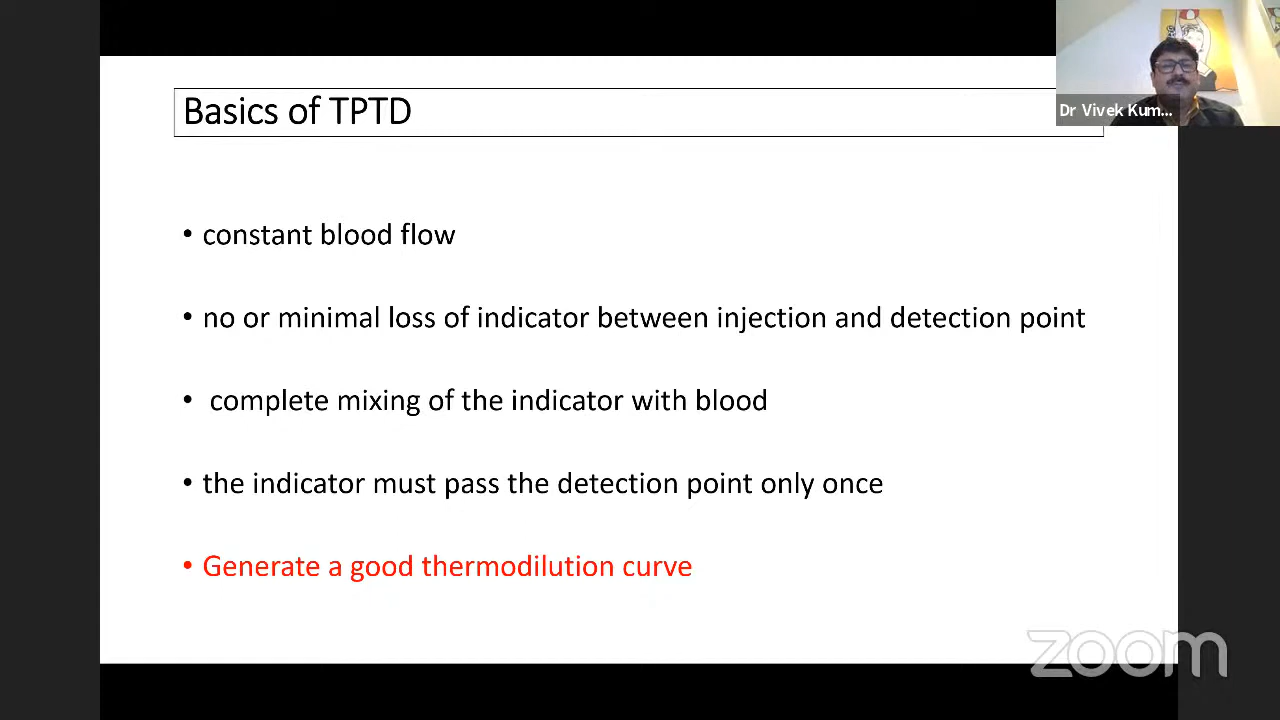 Basics of TPTD
Dr Vivek Kum...
• constant blood flow
• no or minimal loss of indicator between injection and detection point
• complete mixing of the indicator with blood
• the indicator must pass the detection point only once
• Generate a good thermodilution curve
zoom